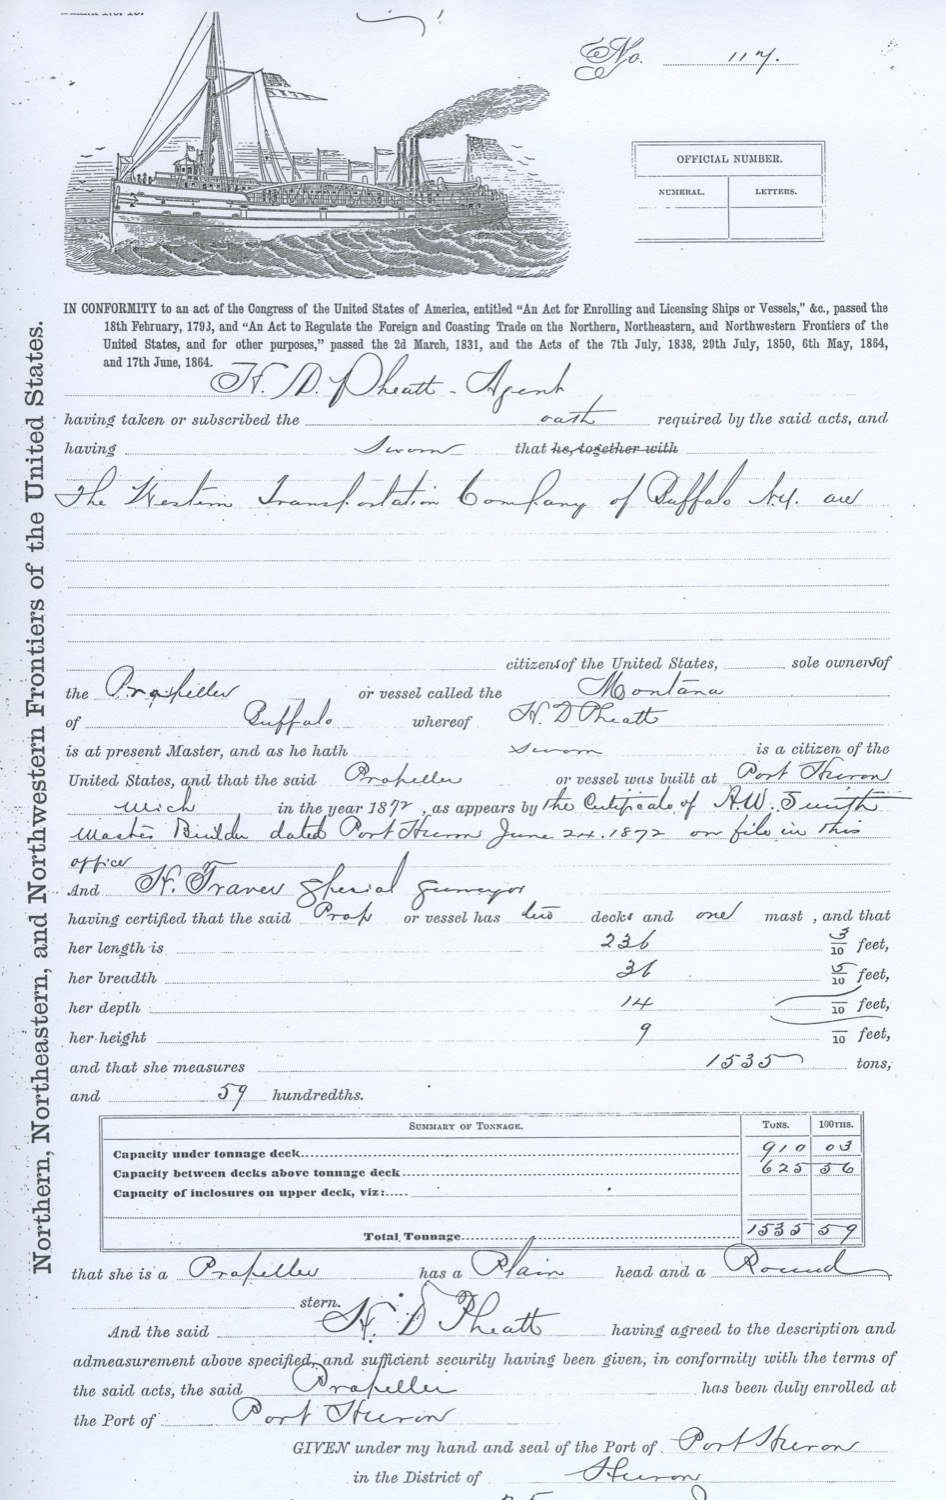 No. 117.
OFFICIAL NUMBER.
NUMERAL. LETTERS.
IN CONFORMITY to an act of the Congress of the United States of America, entitled "An Act for Enrolling and Licensing Ships or Vessels," &c., passed the
18th February, 1793, and "An Act to Regulate the Foreign and Coasting Trade on the Northern, Northeastern, and Northwestern Frontiers of the
United States, and for other purposes," passed the 2d March, 1831, and the Acts of the 7th July, 1838, 29th July, 1850, 6th May, 1864,
and 17th June, 1864.
H. D. Pheatt - Agent
having taken or subscribed the oath required by the said acts, and
having sworn that he, together with
The Western Transportation Company of Buffalo N.Y. are
citizens of the United States, sole owners of
the Propeller or vessel called the Montana
of Buffalo whereof H D Pheatt
is at present Master, and as he hath sworn is a citizen of the
United States, and that the said Propeller or vessel was built at Port Huron
Mich in the year 1872, as appears by the Certificate of A.W. Smith
Master Builder dated Port Huron June 24. 1872 on file in this
office
And H. Traver Special Surveyor
having certified that the said Prop or vessel has two decks and one mast, and that
her length is 236 3/10 feet,
her breadth 36 5/10 feet,
her depth 14 /10 feet,
her height 9 /10 feet,
and that she measures 1535 tons,
and 59 hundredths.
SUMMARY OF TONNAGE. TONS. 100THS.
Capacity under tonnage deck 910 03
Capacity between decks above tonnage deck 625 56
Capacity of inclosures on upper deck, viz:
Total Tonnage 1535 59
that she is a Propeller has a Plain head and a Round
stern.
And the said H. D Pheatt having agreed to the description and
admeasurement above specified, and sufficient security having been given, in conformity with the terms of
the said acts, the said Propeller has been duly enrolled at
the Port of Port Huron
GIVEN under my hand and seal of the Port of Port Huron
in the District of Huron
Northern, Northeastern, and Northwestern Frontiers of the United States.